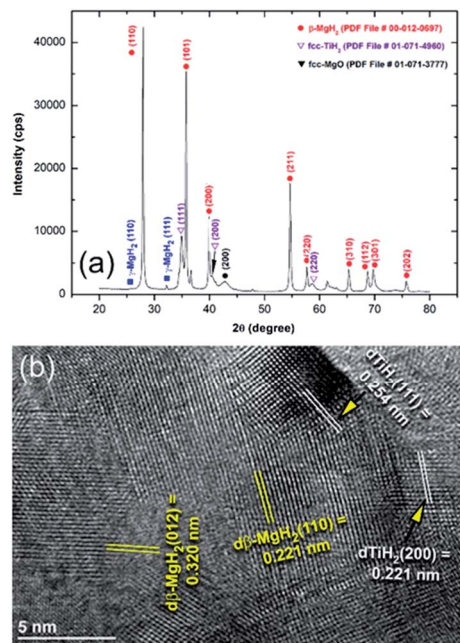 40000
30000
20000
10000
0
Intensity (cps)
β-MgH2 (PDF File # 00-012-0697)
fcc-TiH2 (PDF File # 01-071-4960)
fcc-MgO (PDF File # 01-071-3777)
γ-MgH2 (110)
(110)
γ-MgH2 (111)
(111)
(101)
(200)
(200)
(200)
(211)
(220)
(220)
(310)
(112)
(301)
(202)
(a)
20 30 40 50 60 70 80
2θ (degree)
(b)
dTiH2(111) =
0.254 nm
dβ-MgH2(012) =
0.320 nm
dβ-MgH2(110) =
0.221 nm
dTiH2(200) =
0.221 nm
5 nm